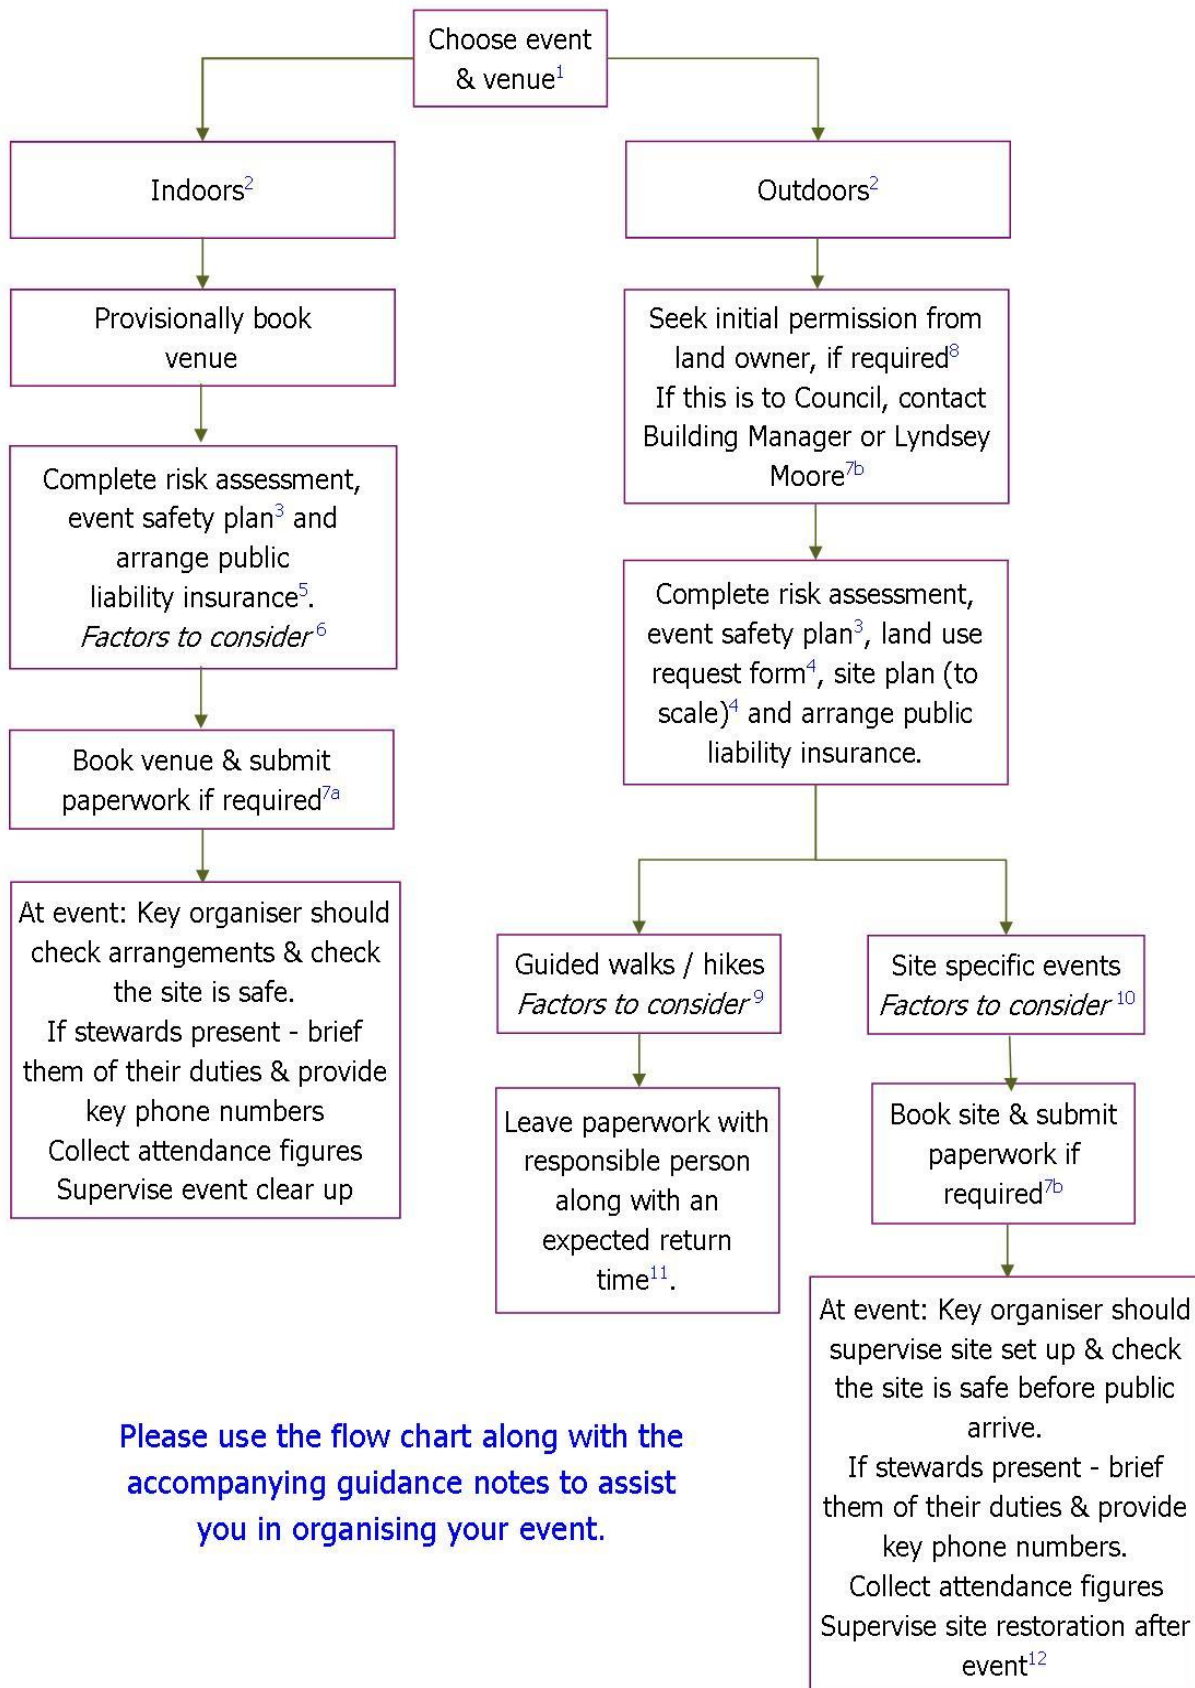 Choose event
& venue1
Indoors2
Provisionally book
venue
Complete risk assessment,
event safety plan3 and
arrange public
liability insurance5.
Factors to consider 6
Book venue & submit
paperwork if required7a
At event: Key organiser should
check arrangements & check
the site is safe.
If stewards present - brief
them of their duties & provide
key phone numbers
Collect attendance figures
Supervise event clear up
Outdoors2
Seek initial permission from
land owner, if required8
If this is to Council, contact
Building Manager or Lyndsey
Moore7b
Complete risk assessment,
event safety plan3, land use
request form4, site plan (to
scale)4 and arrange public
liability insurance.
Guided walks / hikes
Factors to consider 9
Leave paperwork with
responsible person
along with an
expected return
time11.
Site specific events
Factors to consider 10
Book site & submit
paperwork if
required7b
At event: Key organiser should
supervise site set up & check
the site is safe before public
arrive.
If stewards present - brief
them of their duties & provide
key phone numbers.
Collect attendance figures
Supervise site restoration after
event12
Please use the flow chart along with the
accompanying guidance notes to assist
you in organising your event.